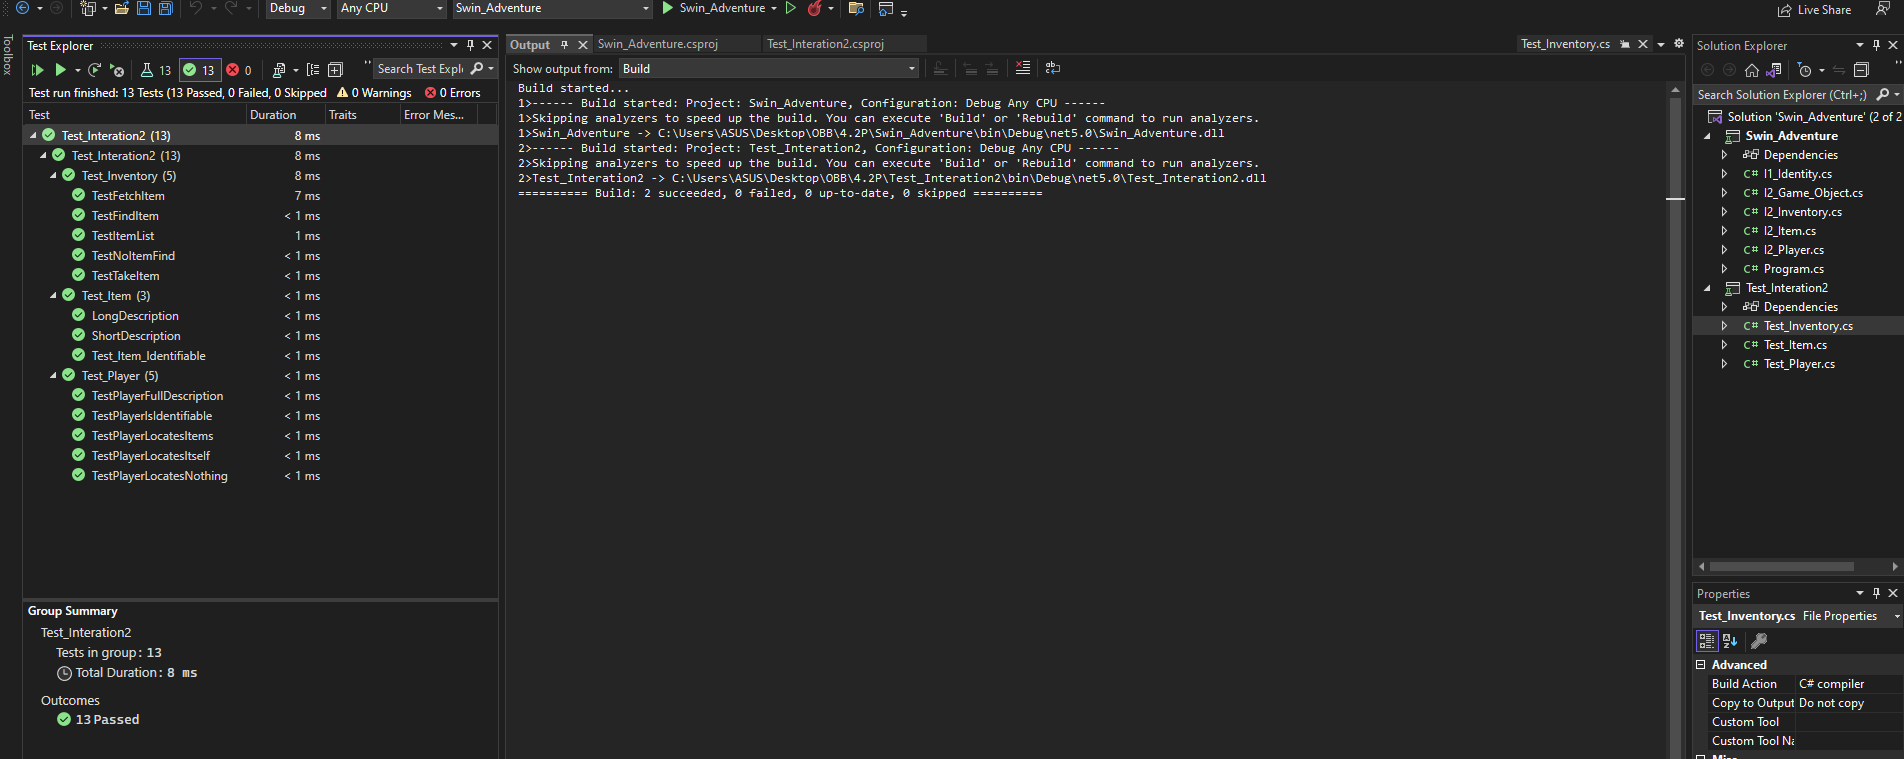 Debug
Any CPU
Swin_Adventure
Swin_Adventure
Live Share
Toolbox
Test Explorer
13
13
0
Search Test Expl
Test run finished: 13 Tests (13 Passed, 0 Failed, 0 Skipped
0 Warnings
0 Errors
Test Duration Traits Error Mes...
Test_Interation2 (13) 8 ms
Test_Interation2 (13) 8 ms
Test_Inventory (5) 8 ms
TestFetchItem 7 ms
TestFindItem < 1 ms
TestItemList 1 ms
TestNoItemFind < 1 ms
TestTakeItem < 1 ms
Test_Item (3) < 1 ms
LongDescription < 1 ms
ShortDescription < 1 ms
Test_Item_Identifiable < 1 ms
Test_Player (5) < 1 ms
TestPlayerFullDescription < 1 ms
TestPlayerIsIdentifiable < 1 ms
TestPlayerLocatesItems < 1 ms
TestPlayerLocatesItself < 1 ms
TestPlayerLocatesNothing < 1 ms
Group Summary
Test_Interation2
Tests in group: 13
Total Duration: 8 ms
Outcomes
13 Passed
Output
Swin_Adventure.csproj
Test_Interation2.csproj
Test_Inventory.cs
Show output from: Build
Build started...
1>------ Build started: Project: Swin_Adventure, Configuration: Debug Any CPU ------
1>Skipping analyzers to speed up the build. You can execute 'Build' or 'Rebuild' command to run analyzers.
1>Swin_Adventure -> C:\Users\ASUS\Desktop\OBB\4.2P\Swin_Adventure\bin\Debug\net5.0\Swin_Adventure.dll
2>------ Build started: Project: Test_Interation2, Configuration: Debug Any CPU ------
2>Skipping analyzers to speed up the build. You can execute 'Build' or 'Rebuild' command to run analyzers.
2>Test_Interation2 -> C:\Users\ASUS\Desktop\OBB\4.2P\Test_Interation2\bin\Debug\net5.0\Test_Interation2.dll
========== Build: 2 succeeded, 0 failed, 0 up-to-date, 0 skipped ==========
Solution Explorer
Search Solution Explorer (Ctrl+;)
Solution 'Swin_Adventure' (2 of 2
Swin_Adventure
Dependencies
C# I1_Identity.cs
C# I2_Game_Object.cs
C# I2_Inventory.cs
C# I2_Item.cs
C# I2_Player.cs
C# Program.cs
Test_Interation2
Dependencies
C# Test_Inventory.cs
C# Test_Item.cs
C# Test_Player.cs
Properties
Test_Inventory.cs File Properties
Advanced
Build Action C# compiler
Copy to Output Do not copy
Custom Tool
Custom Tool Na
Misc